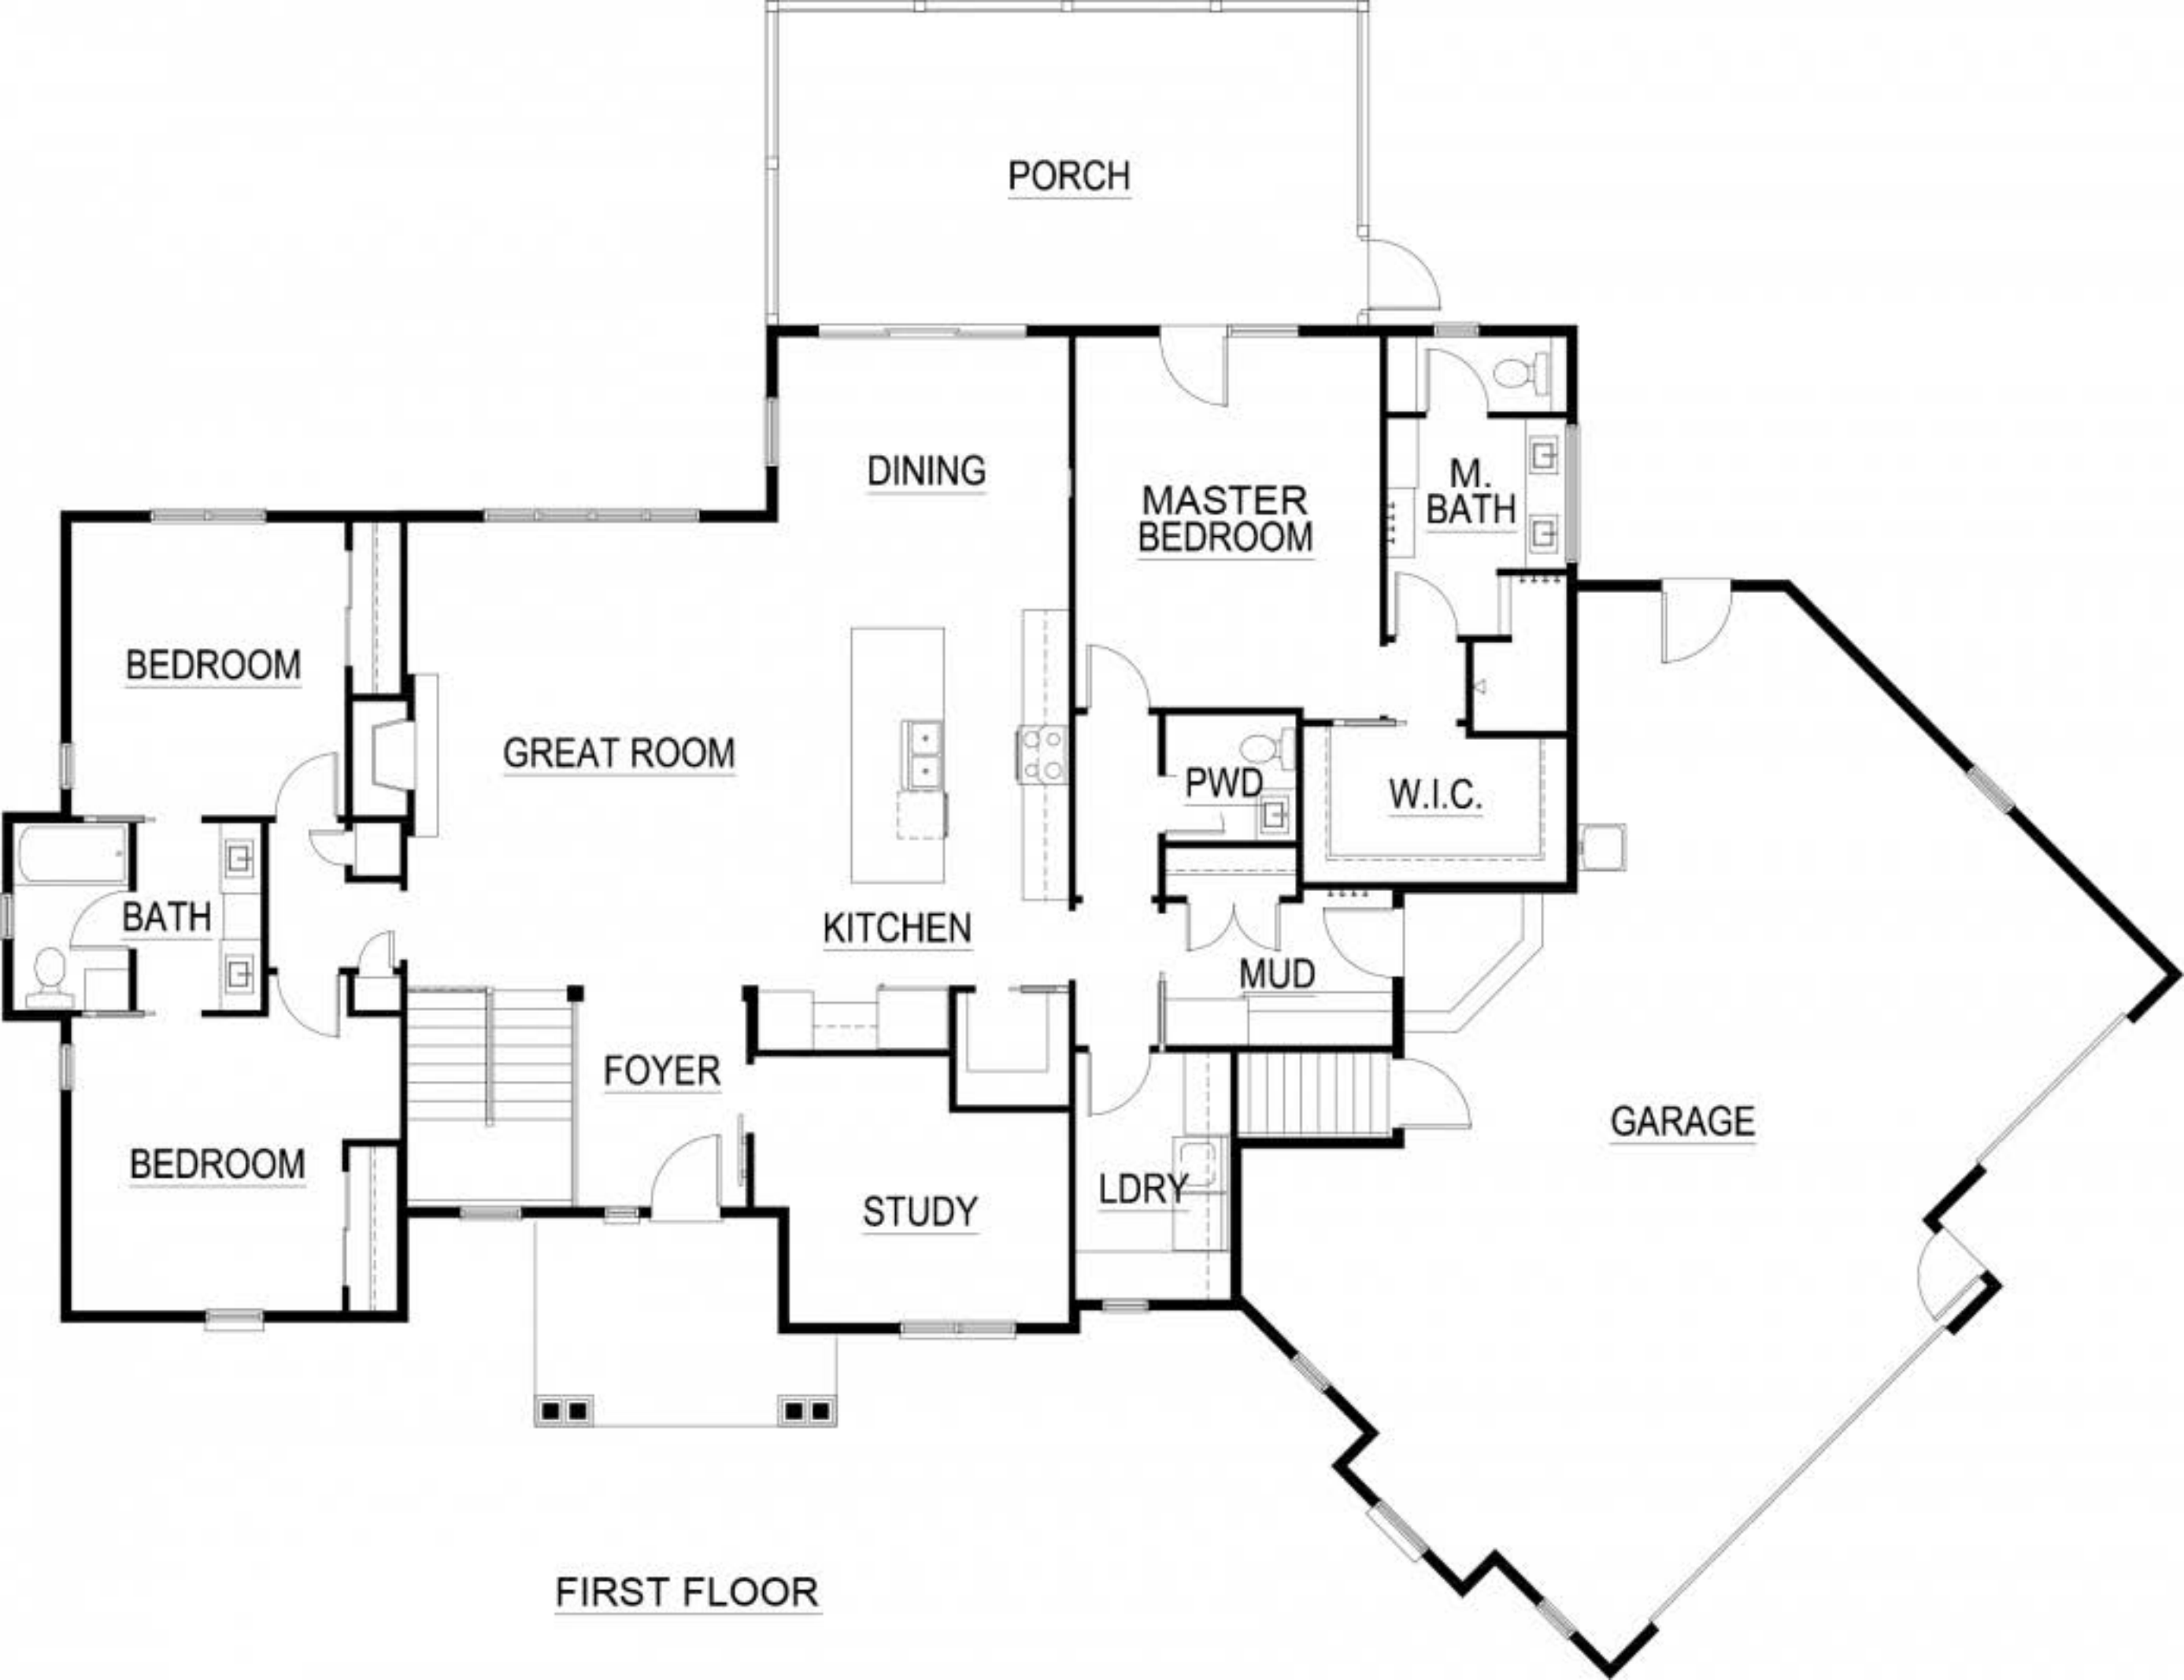 PORCH
DINING
MASTER
BEDROOM
M.
BATH
BEDROOM
GREAT ROOM
PWD
W.I.C.
BATH
KITCHEN
MUD
FOYER
GARAGE
BEDROOM
STUDY
LDRY
FIRST FLOOR